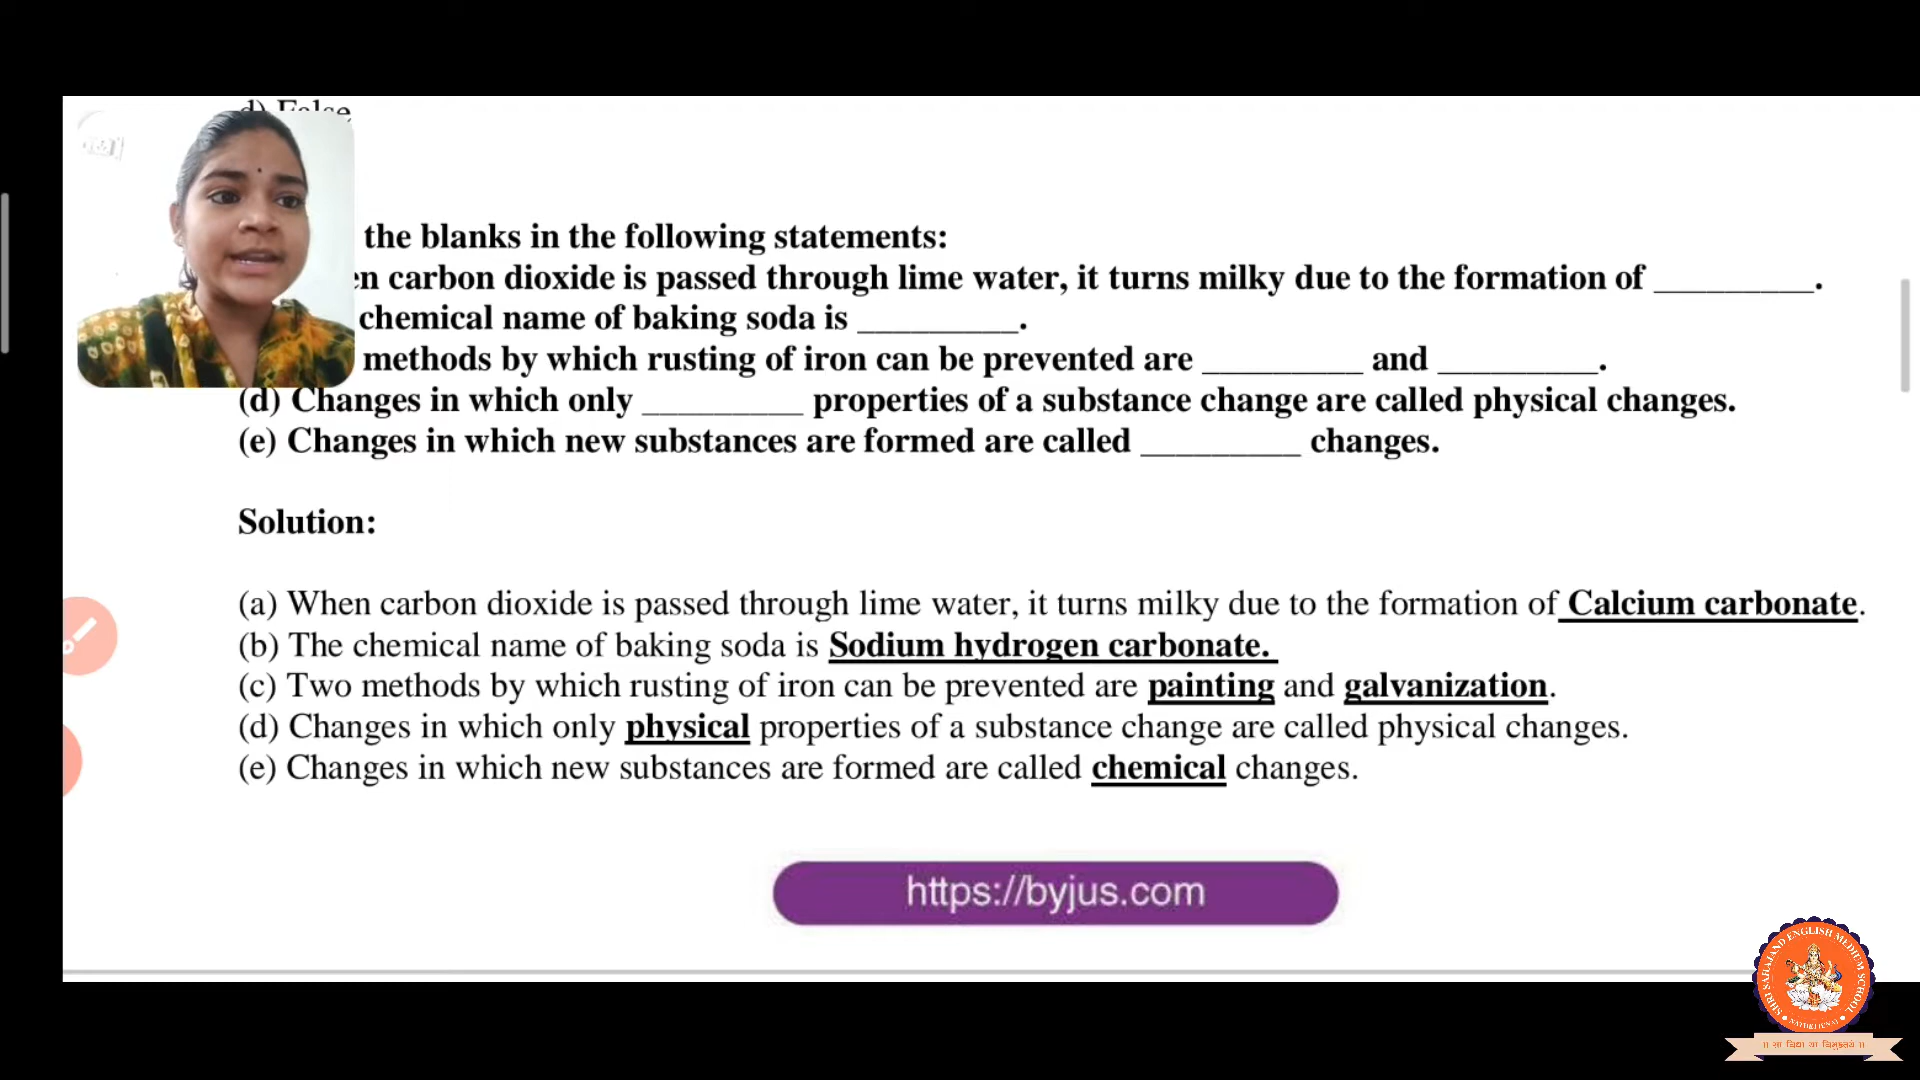 d) False
the blanks in the following statements:
en carbon dioxide is passed through lime water, it turns milky due to the formation of _________.
chemical name of baking soda is _________.
methods by which rusting of iron can be prevented are _________ and _________.
(d) Changes in which only _________ properties of a substance change are called physical changes.
(e) Changes in which new substances are formed are called _________ changes.
Solution:
(a) When carbon dioxide is passed through lime water, it turns milky due to the formation of Calcium carbonate.
(b) The chemical name of baking soda is Sodium hydrogen carbonate.
(c) Two methods by which rusting of iron can be prevented are painting and galvanization.
(d) Changes in which only physical properties of a substance change are called physical changes.
(e) Changes in which new substances are formed are called chemical changes.
https://byjus.com
ENGLISH MEDIUM SCHOOL